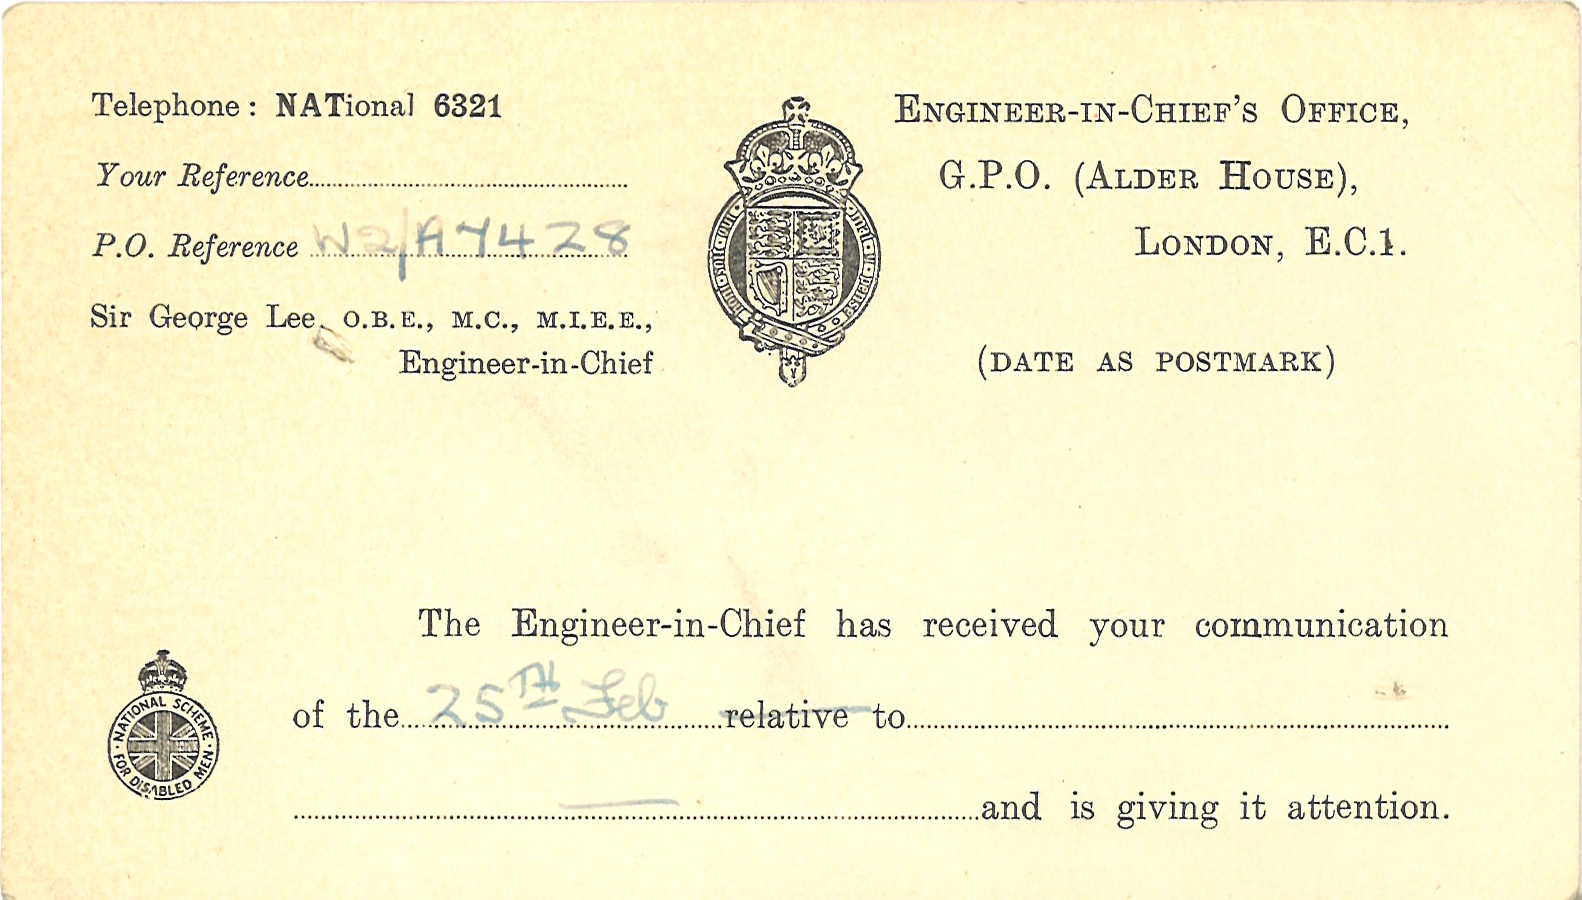 Telephone: NATional 6321
Your Reference
P.O. Reference W2/AY428
Sir George Lee, O.B.E., M.C., M.I.E.E.,
Engineer-in-Chief
ENGINEER-IN-CHIEF'S OFFICE,
G.P.O. (ALDER HOUSE),
LONDON, E.C.1.
(DATE AS POSTMARK)
The Engineer-in-Chief has received your communication
of the 25TH Feb relative to
and is giving it attention.
NATIONAL SCHEME
FOR DISABLED MEN